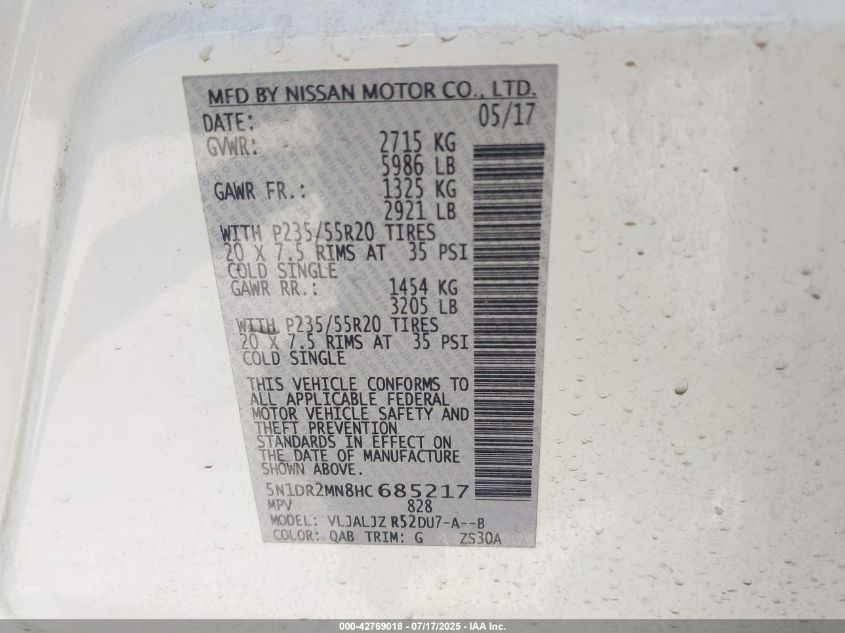 MFD BY NISSAN MOTOR CO., LTD.
DATE: 05/17
GVWR: 2715 KG
5986 LB
GAWR FR.: 1325 KG
2921 LB
WITH P235/55R20 TIRES
20 X 7.5 RIMS AT 35 PSI
COLD SINGLE
GAWR RR.: 1454 KG
3205 LB
WITH P235/55R20 TIRES
20 X 7.5 RIMS AT 35 PSI
COLD SINGLE
THIS VEHICLE CONFORMS TO
ALL APPLICABLE FEDERAL
MOTOR VEHICLE SAFETY AND
THEFT PREVENTION
STANDARDS IN EFFECT ON
THE DATE OF MANUFACTURE
SHOWN ABOVE.
5N1DR2MN8HC685217
MPV 828
MODEL: VLJALJZ R52DU7-A--B
COLOR: QAB TRIM: G ZS30A
000-42769018 - 07/17/2025 - IAA Inc.